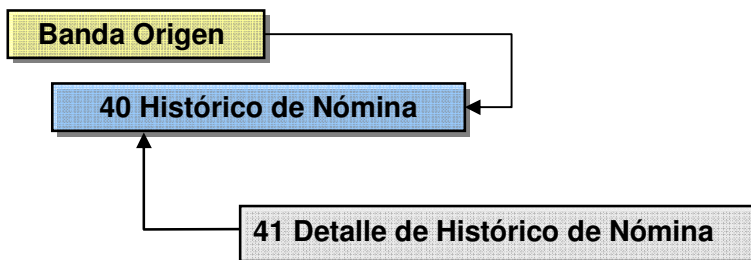 Banda Origen
40 Histórico de Nómina
41 Detalle de Histórico de Nómina